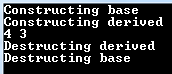 Constructing base
Constructing derived
4 3
Destructing derived
Destructing base